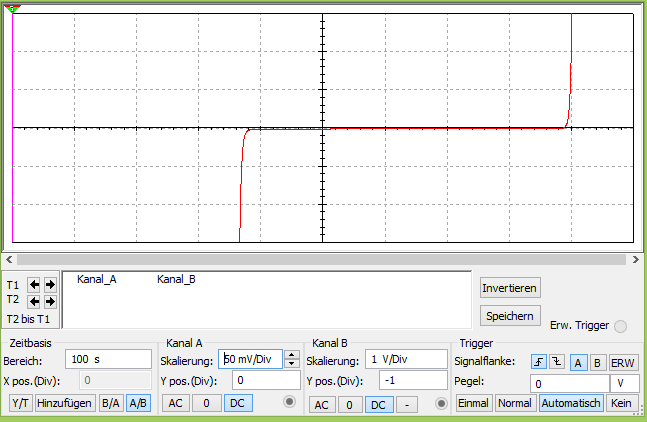 T1
T2
T2 bis T1
Kanal_A Kanal_B
Invertieren
Speichern
Erw. Trigger
Zeitbasis
Bereich: 100 s
X pos.(Div): 0
Y/T Hinzufügen B/A A/B
Kanal A
Skalierung: 50 mV/Div
Y pos.(Div): 0
AC 0 DC
Kanal B
Skalierung: 1 V/Div
Y pos.(Div): -1
AC 0 DC -
Trigger
Signalflanke: A B ERW
Pegel: 0 V
Einmal Normal Automatisch Kein